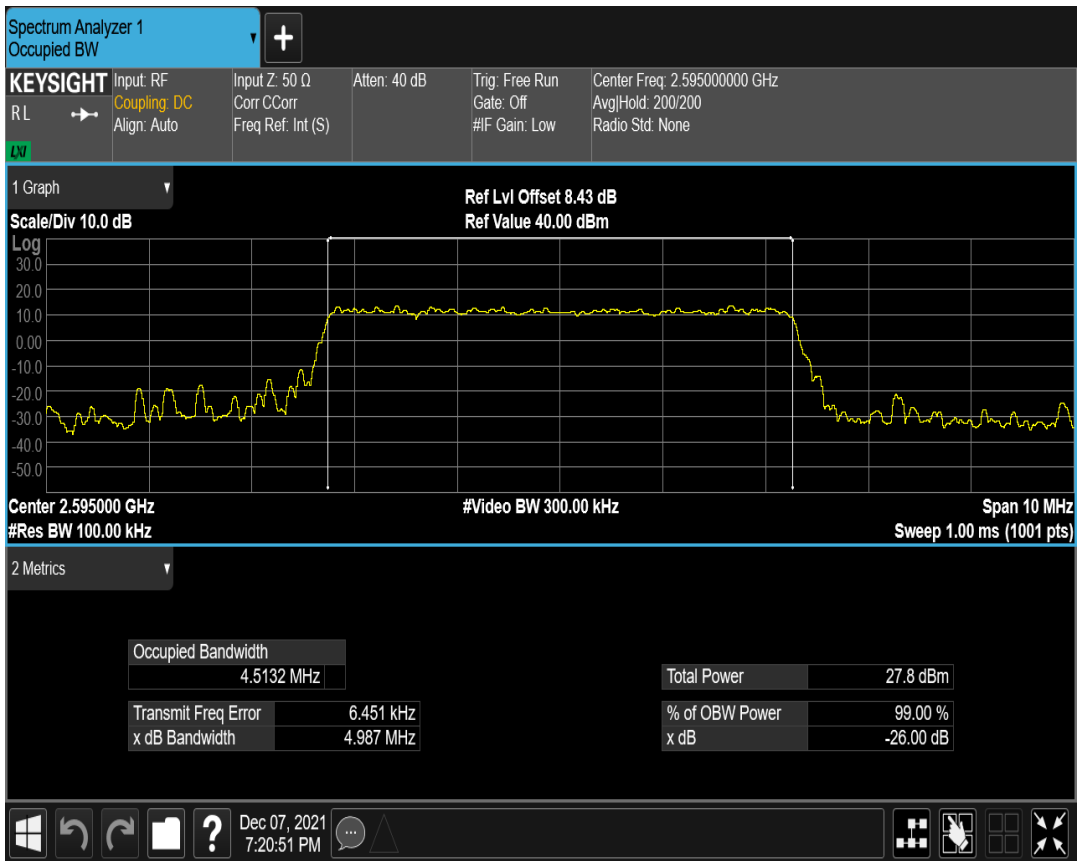 Spectrum Analyzer 1
Occupied BW
KEYSIGHT
R L
LXI
Input: RF
Coupling: DC
Align: Auto
Input Z: 50 Ω
Corr CCorr
Freq Ref: Int (S)
Atten: 40 dB
Trig: Free Run
Gate: Off
#IF Gain: Low
Center Freq: 2.595000000 GHz
Avg|Hold: 200/200
Radio Std: None
1 Graph
Scale/Div 10.0 dB
Ref Lvl Offset 8.43 dB
Ref Value 40.00 dBm
Log
30.0
20.0
10.0
0.00
-10.0
-20.0
-30.0
-40.0
-50.0
Center 2.595000 GHz
#Video BW 300.00 kHz
Span 10 MHz
#Res BW 100.00 kHz
Sweep 1.00 ms (1001 pts)
2 Metrics
Occupied Bandwidth
4.5132 MHz
Total Power 27.8 dBm
Transmit Freq Error 6.451 kHz
% of OBW Power 99.00 %
x dB Bandwidth 4.987 MHz
x dB -26.00 dB
Dec 07, 2021
7:20:51 PM